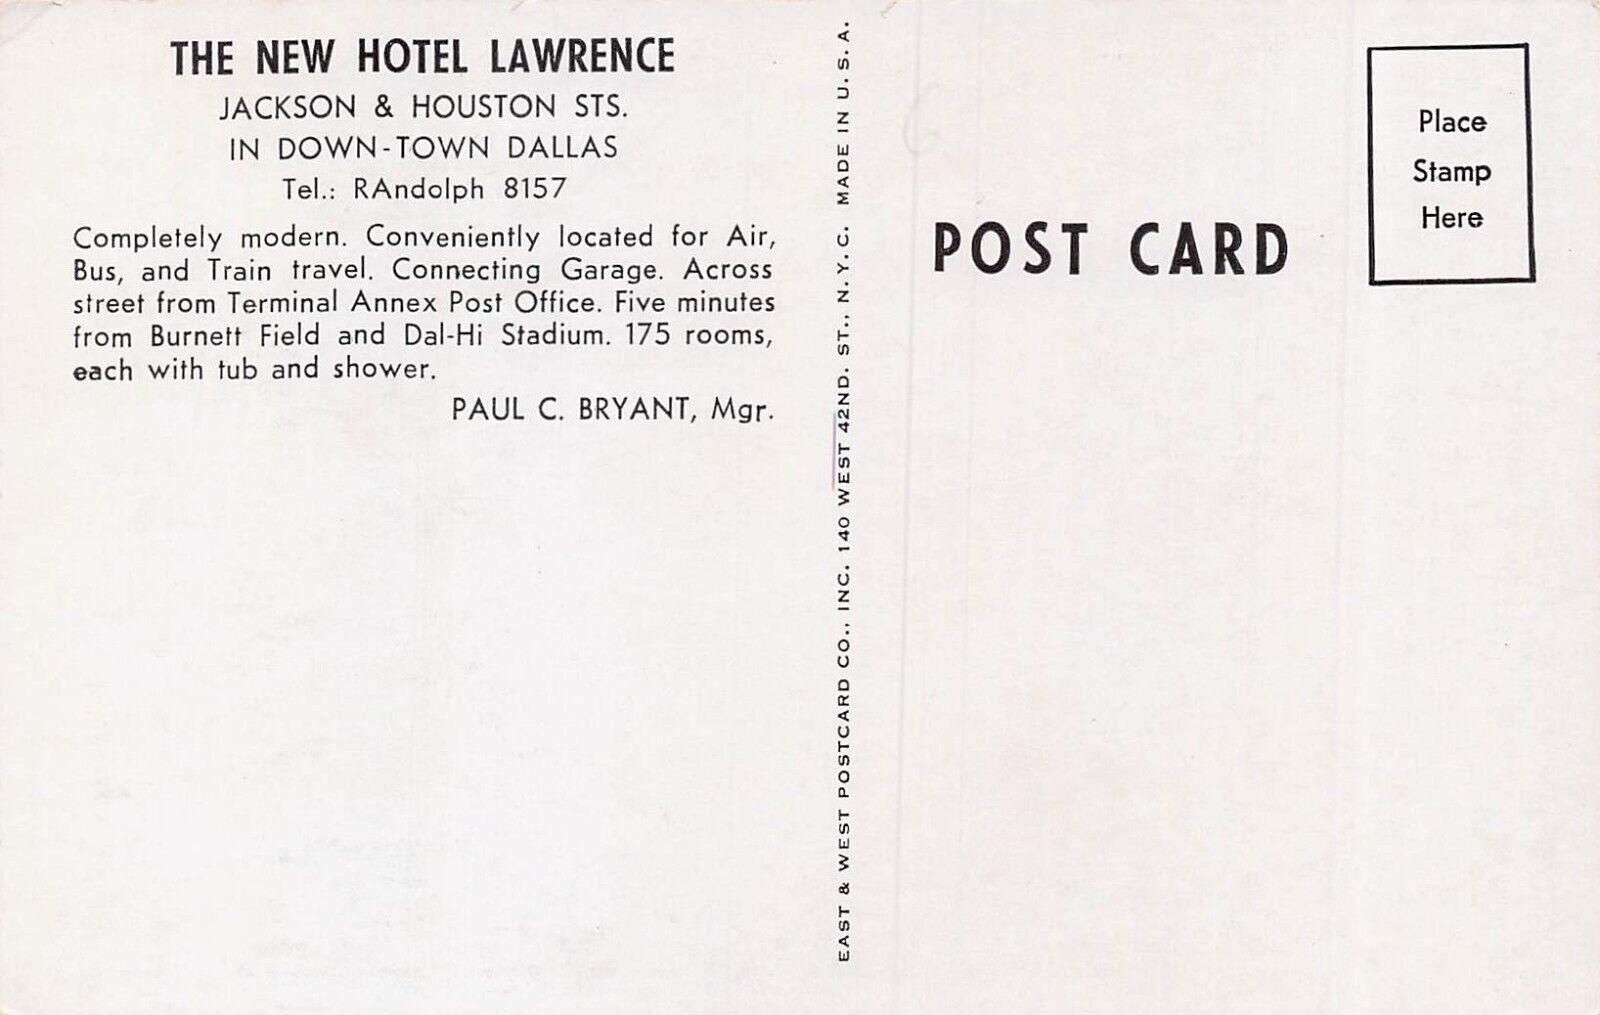 THE NEW HOTEL LAWRENCE
JACKSON & HOUSTON STS.
IN DOWN-TOWN DALLAS
Tel.: RAndolph 8157
Completely modern. Conveniently located for Air,
Bus, and Train travel. Connecting Garage. Across
street from Terminal Annex Post Office. Five minutes
from Burnett Field and Dal-Hi Stadium. 175 rooms,
each with tub and shower.
PAUL C. BRYANT, Mgr.
EAST & WEST POSTCARD CO., INC. 140 WEST 42ND. ST., N. Y. C. MADE IN U. S. A.
POST CARD
Place
Stamp
Here